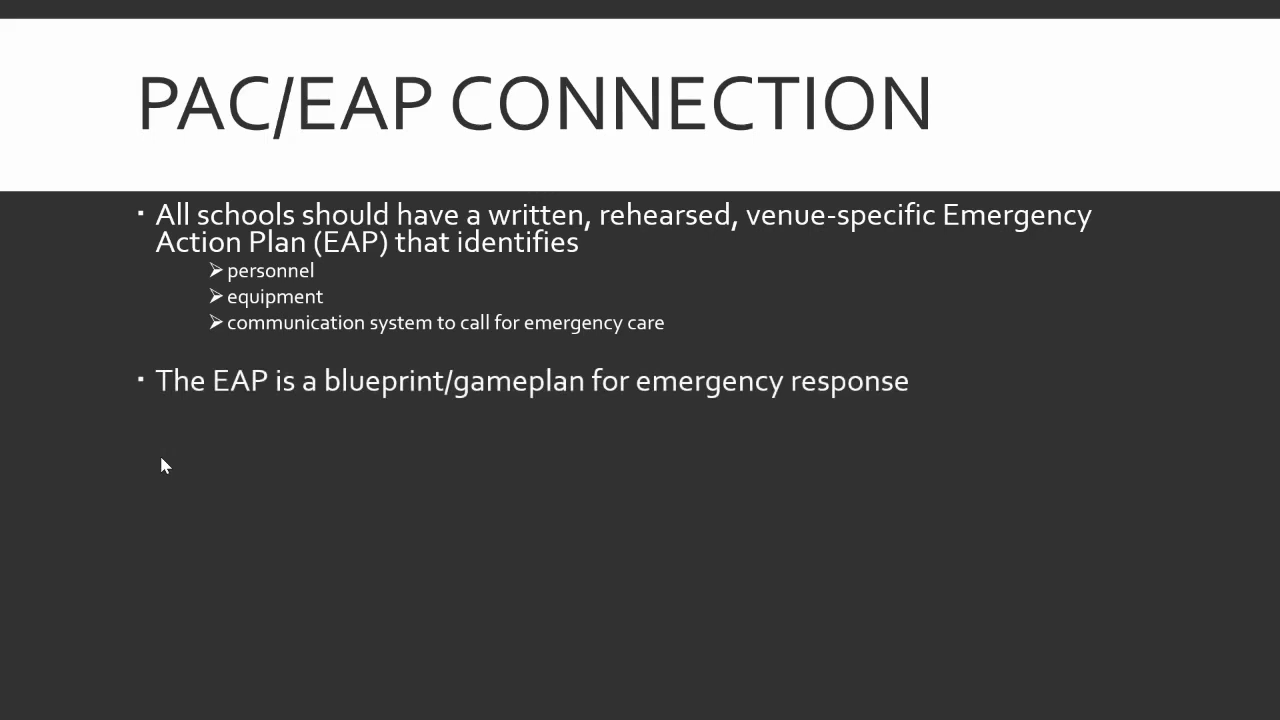 PAC/EAP CONNECTION
▪ All schools should have a written, rehearsed, venue-specific Emergency
Action Plan (EAP) that identifies
➢ personnel
➢ equipment
➢ communication system to call for emergency care
▪ The EAP is a blueprint/gameplan for emergency response